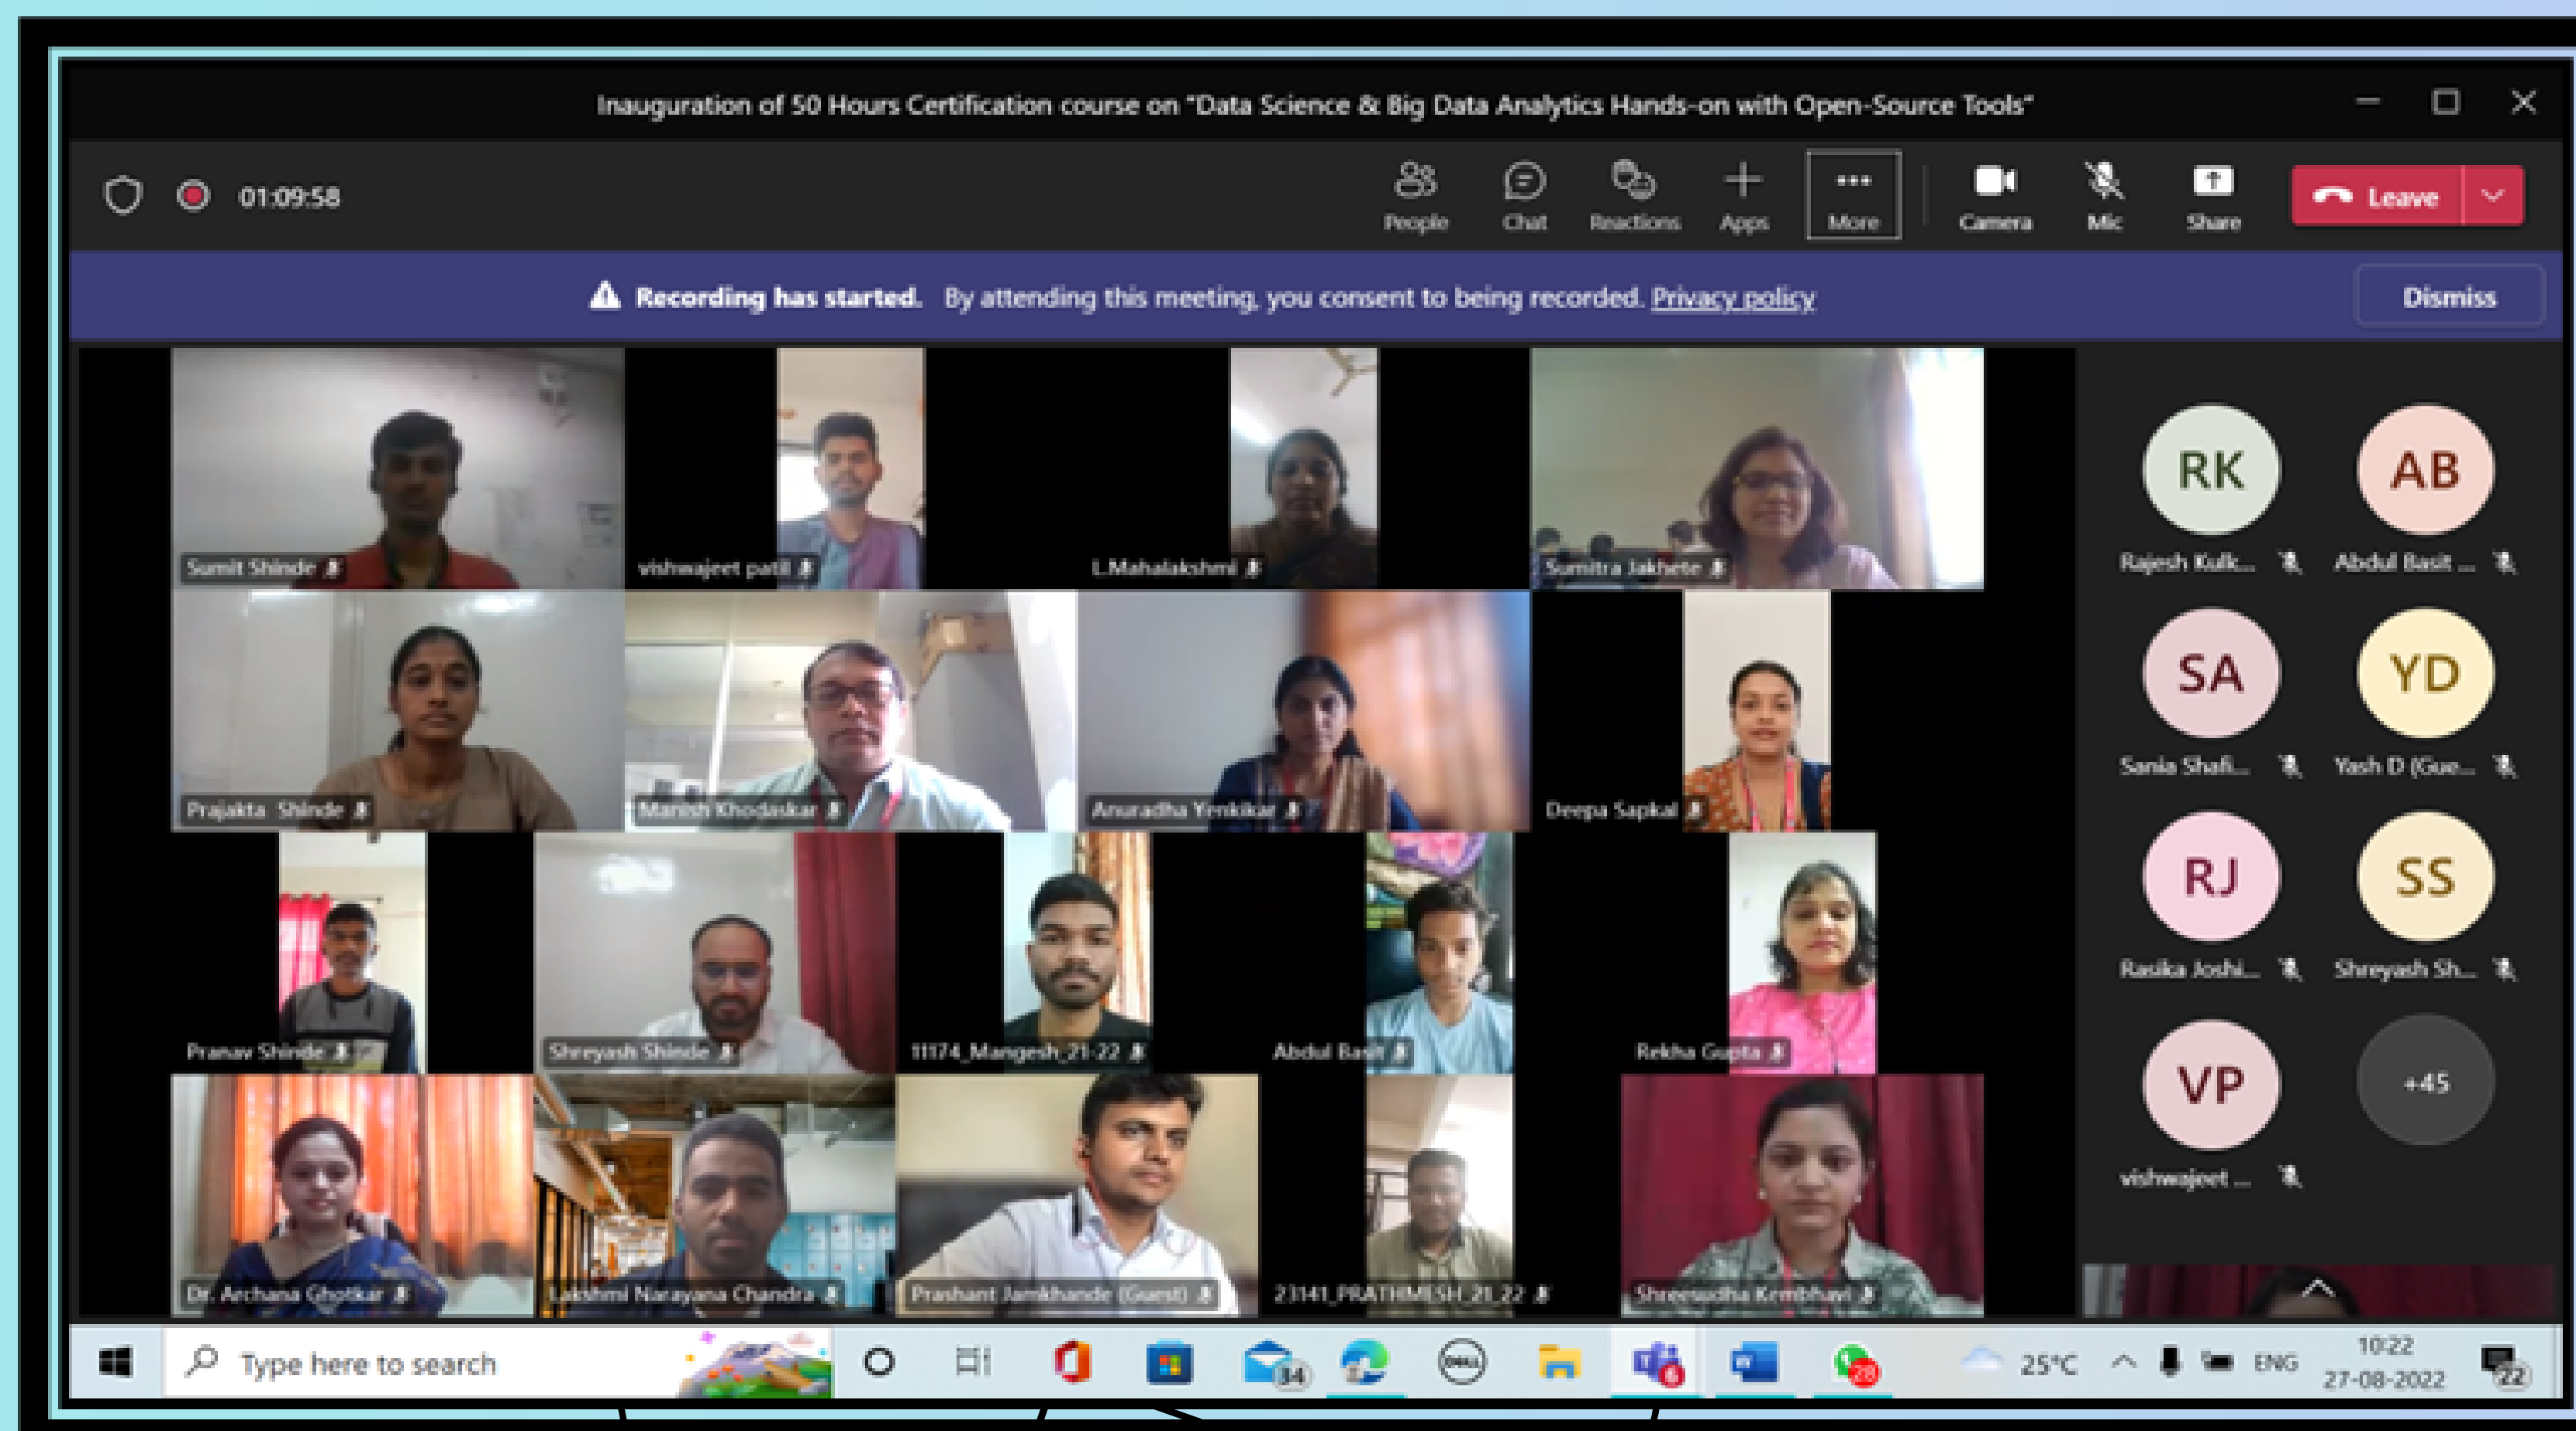 Inauguration of 50 Hours Certification course on "Data Science & Big Data Analytics Hands-on with Open-Source Tools"
01:09:58
People Chat Reactions Apps More Camera Mic Share Leave
Recording has started. By attending this meeting, you consent to being recorded. Privacy policy Dismiss
Sumit Shinde vishwajeet patil L.Mahalakshmi Sumitra Jakhete
RK AB
Rajesh Kulk... Abdul Basit ...
Prajakta Shinde Manish Khodaskar Anuradha Yenkikar Deepa Sapkal
SA YD
Sania Shafi... Yash D (Gue...
Pranav Shinde Shreyash Shinde 11174_Mangesh_21-22 Abdul Basit Rekha Gupta
RJ SS
Rasika Joshi... Shreyash Sh...
VP +45
vishwajeet ...
Dr. Archana Ghotkar Lakshmi Narayana Chandra Prashant Jamkhande (Guest) 23141_PRATHMESH_21_22 Shreesudha Kembhavi
Type here to search 34 DELL 6 28 25°C ENG 10:22
27-08-2022 22